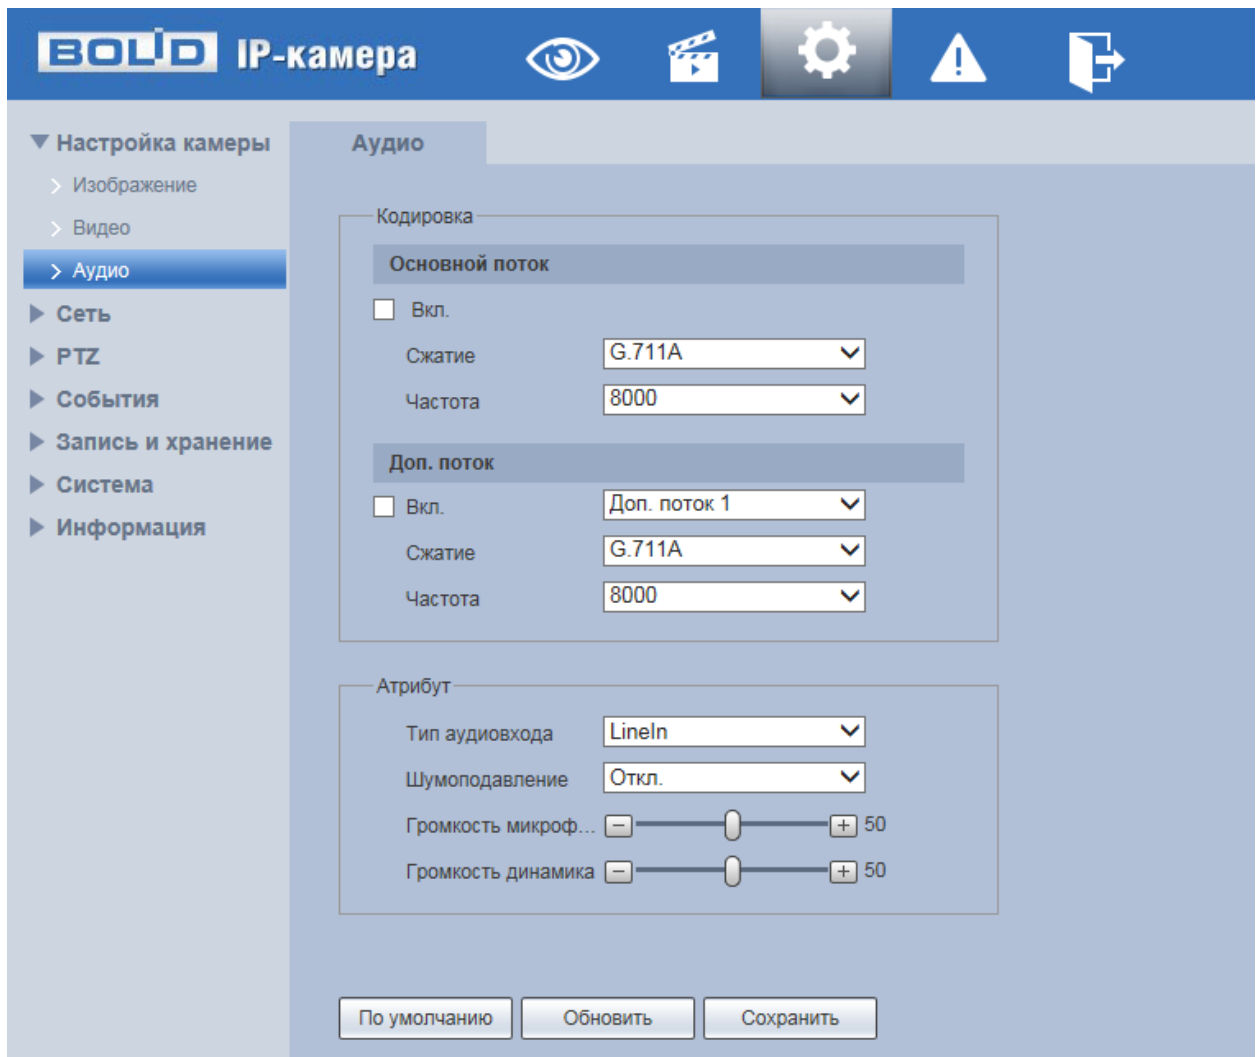 BOLID IP-камера
Настройка камеры
Изображение
Видео
Аудио
Сеть
PTZ
События
Запись и хранение
Система
Информация
Аудио
Кодировка
Основной поток
Вкл.
Сжатие G.711A
Частота 8000
Доп. поток
Вкл. Доп. поток 1
Сжатие G.711A
Частота 8000
Атрибут
Тип аудиовхода LineIn
Шумоподавление Откл.
Громкость микроф... 50
Громкость динамика 50
По умолчанию Обновить Сохранить